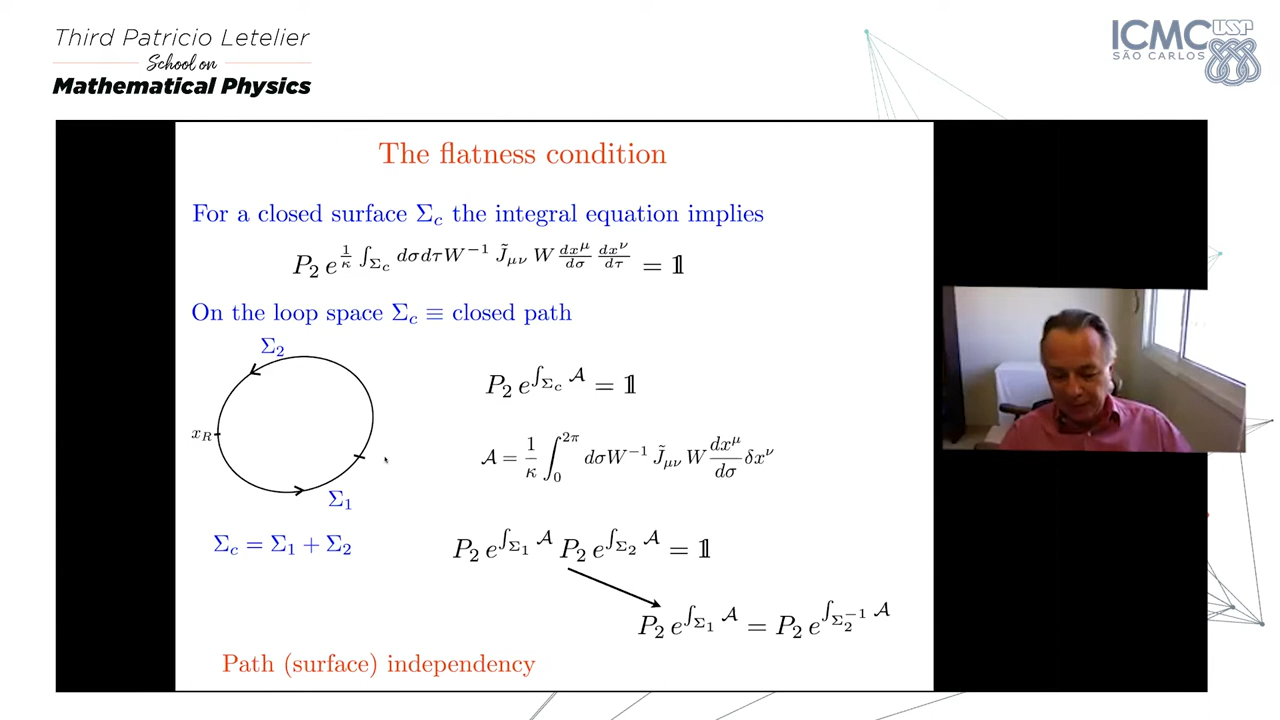 Third Patricio Letelier
School on
Mathematical Physics
ICMC USP
SÃO CARLOS
The flatness condition
For a closed surface Σ_c the integral equation implies
P_2 e^{\frac{1}{κ} ∫_{Σ_c} dσdτ W^{-1} \tilde{J}_{μν} W \frac{dx^μ}{dσ} \frac{dx^ν}{dτ}} = 𝟙
On the loop space Σ_c ≡ closed path
Σ_2
x_R
Σ_1
P_2 e^{∫_{Σ_c} 𝒜} = 𝟙
𝒜 = \frac{1}{κ} ∫_0^{2π} dσ W^{-1} \tilde{J}_{μν} W \frac{dx^μ}{dσ} δx^ν
Σ_c = Σ_1 + Σ_2
P_2 e^{∫_{Σ_1} 𝒜} P_2 e^{∫_{Σ_2} 𝒜} = 𝟙
P_2 e^{∫_{Σ_1} 𝒜} = P_2 e^{∫_{Σ_2^{-1}} 𝒜}
Path (surface) independency